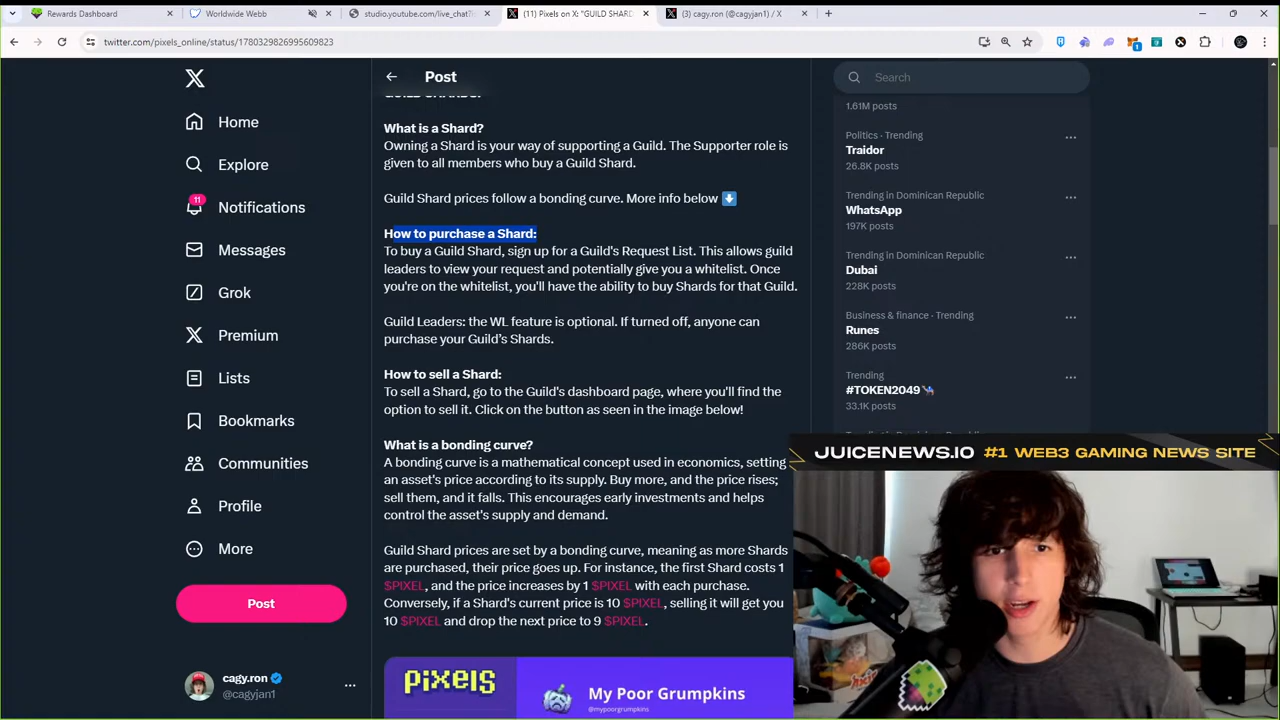 Rewards Dashboard
Worldwide Webb
studio.youtube.com/live_chat?
(11) Pixels on X: "GUILD SHARD
(3) cagy.ron (@cagyjan1) / X
twitter.com/pixels_online/status/1780329826995609823
1
Post
Search
Home
Explore
11
Notifications
Messages
Grok
Premium
Lists
Bookmarks
Communities
Profile
More
Post
cagy.ron
@cagyjan1
GUILD SHARDS:
What is a Shard?
Owning a Shard is your way of supporting a Guild. The Supporter role is
given to all members who buy a Guild Shard.
Guild Shard prices follow a bonding curve. More info below
How to purchase a Shard:
To buy a Guild Shard, sign up for a Guild's Request List. This allows guild
leaders to view your request and potentially give you a whitelist. Once
you're on the whitelist, you'll have the ability to buy Shards for that Guild.
Guild Leaders: the WL feature is optional. If turned off, anyone can
purchase your Guild's Shards.
How to sell a Shard:
To sell a Shard, go to the Guild's dashboard page, where you'll find the
option to sell it. Click on the button as seen in the image below!
What is a bonding curve?
A bonding curve is a mathematical concept used in economics, setting
an asset's price according to its supply. Buy more, and the price rises;
sell them, and it falls. This encourages early investments and helps
control the asset's supply and demand.
Guild Shard prices are set by a bonding curve, meaning as more Shards
are purchased, their price goes up. For instance, the first Shard costs 1
$PIXEL, and the price increases by 1 $PIXEL with each purchase.
Conversely, if a Shard's current price is 10 $PIXEL, selling it will get you
10 $PIXEL and drop the next price to 9 $PIXEL.
pixels
My Poor Grumpkins
@mypoorgrumpkins
1.61M posts
Politics · Trending
Traidor
26.8K posts
Trending in Dominican Republic
WhatsApp
197K posts
Trending in Dominican Republic
Dubai
228K posts
Business & finance · Trending
Runes
286K posts
Trending
#TOKEN2049
33.1K posts
JUICENEWS.IO #1 WEB3 GAMING NEWS SITE